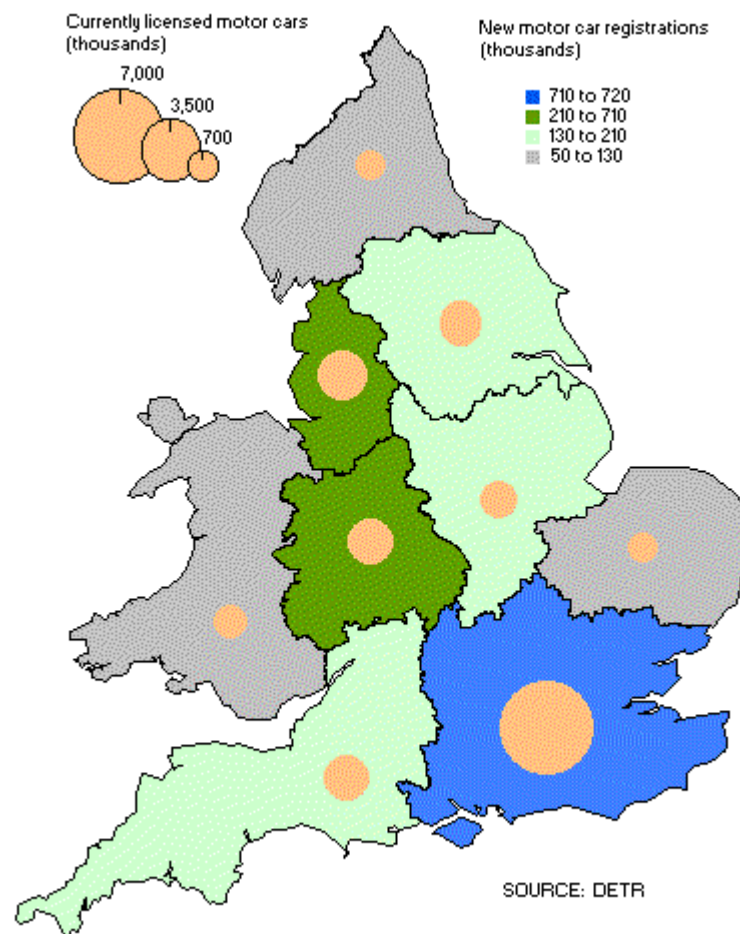 Currently licensed motor cars
(thousands)
7,000
3,500
700
New motor car registrations
(thousands)
710 to 720
210 to 710
130 to 210
50 to 130
SOURCE: DETR